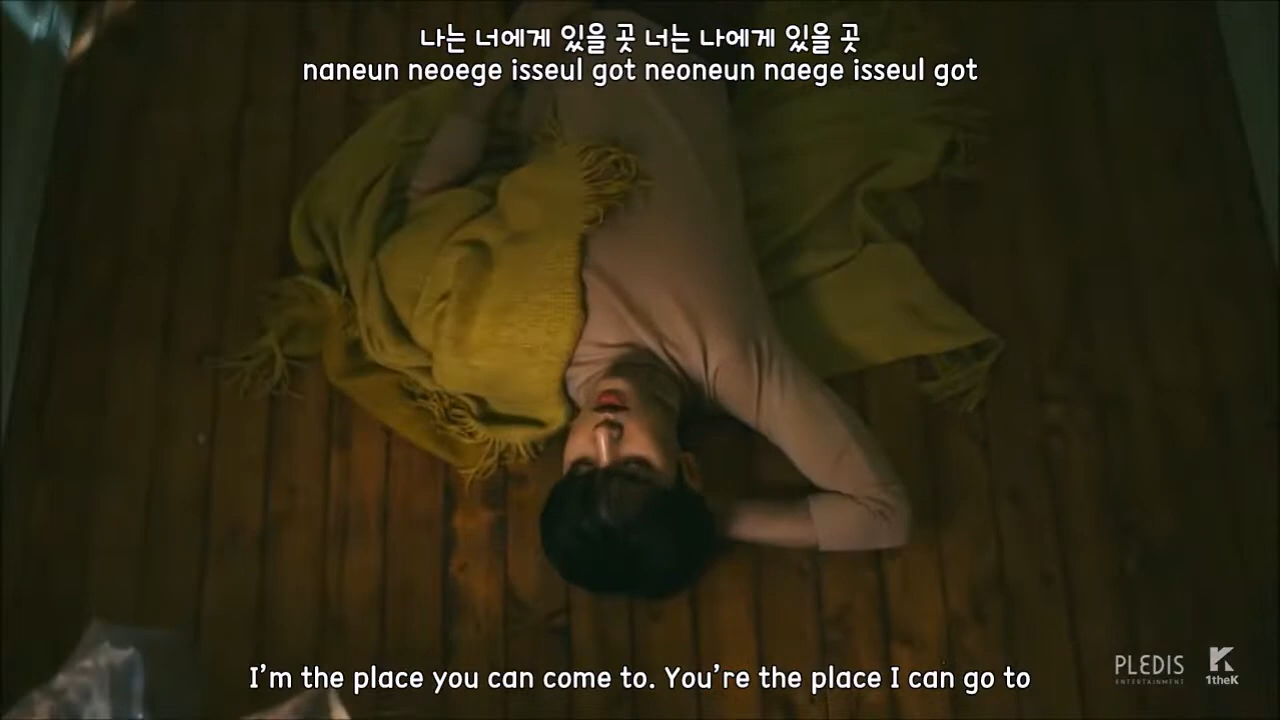 나는 너에게 있을 곳 너는 나에게 있을 곳
naneun neoege isseul got neoneun naege isseul got
I'm the place you can come to. You're the place I can go to
PLEDIS
ENTERTAINMENT
K
1theK